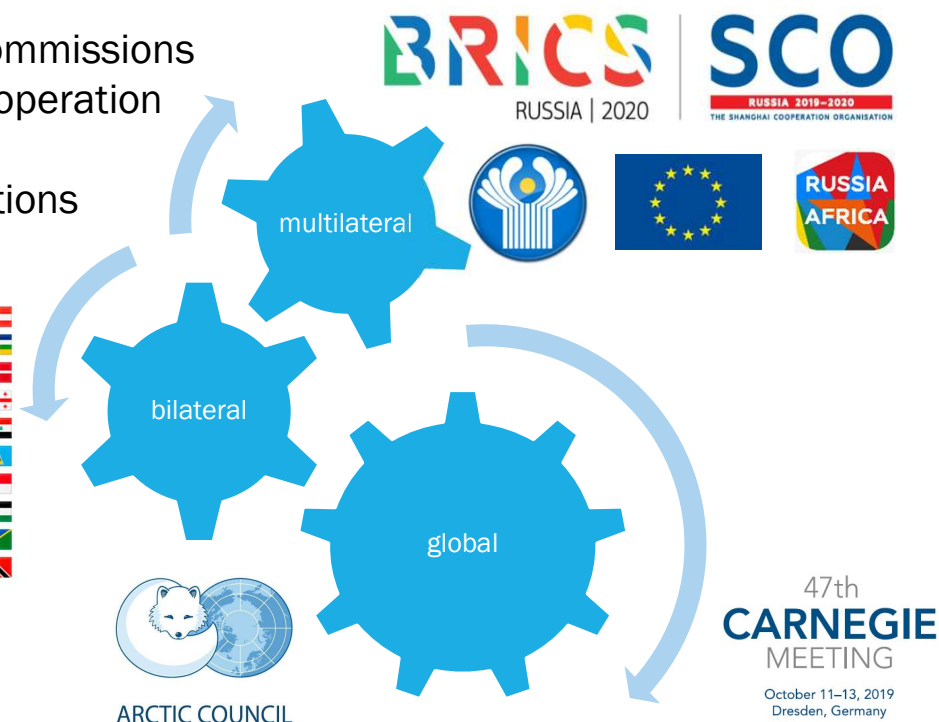 ommissions
operation
tions
BRICS
RUSSIA | 2020
SCO
RUSSIA 2019–2020
THE SHANGHAI COOPERATION ORGANISATION
multilateral
RUSSIA
AFRICA
bilateral
global
ARCTIC COUNCIL
47th
CARNEGIE
MEETING
October 11–13, 2019
Dresden, Germany